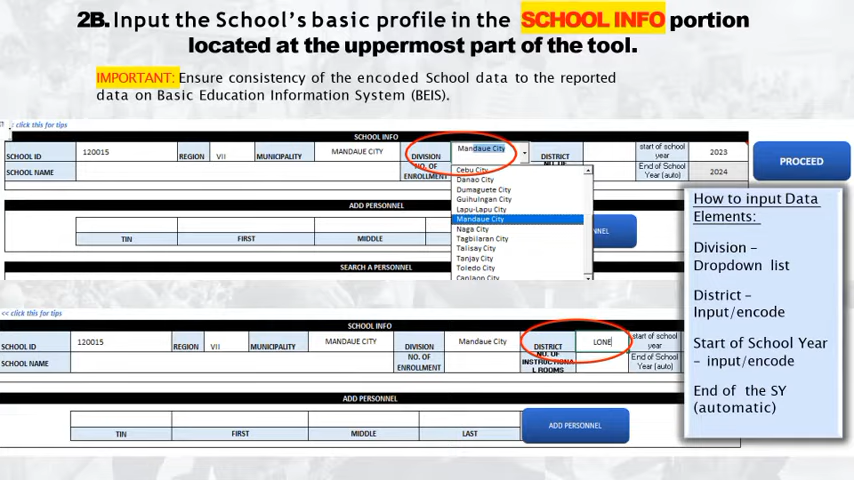 2B. Input the School's basic profile in the SCHOOL INFO portion
located at the uppermost part of the tool.
IMPORTANT: Ensure consistency of the encoded School data to the reported
data on Basic Education Information System (BEIS).
: click this for tips
SCHOOL INFO
SCHOOL ID 120015 REGION VII MUNICIPALITY MANDAUE CITY DIVISION Mandaue City DISTRICT start of school year 2023
SCHOOL NAME NO. OF ENROLLMENT End of School Year (auto) 2024
PROCEED
Cebu City
Danao City
Dumaguete City
Guihulngan City
Lapu-Lapu City
Mandaue City
Naga City
Tagbilaran City
Talisay City
Tanjay City
Toledo City
ADD PERSONNEL
TIN FIRST MIDDLE
NNEL
SEARCH A PERSONNEL
How to input Data
Elements:
Division –
Dropdown list
District –
Input/encode
Start of School Year
– input/encode
End of the SY
(automatic)
<< click this for tips
SCHOOL INFO
SCHOOL ID 120015 REGION VII MUNICIPALITY MANDAUE CITY DIVISION Mandaue City DISTRICT LONE start of school year
SCHOOL NAME NO. OF ENROLLMENT NO. OF INSTRUCTIONAL ROOMS End of School Year (auto)
ADD PERSONNEL
TIN FIRST MIDDLE LAST
ADD PERSONNEL